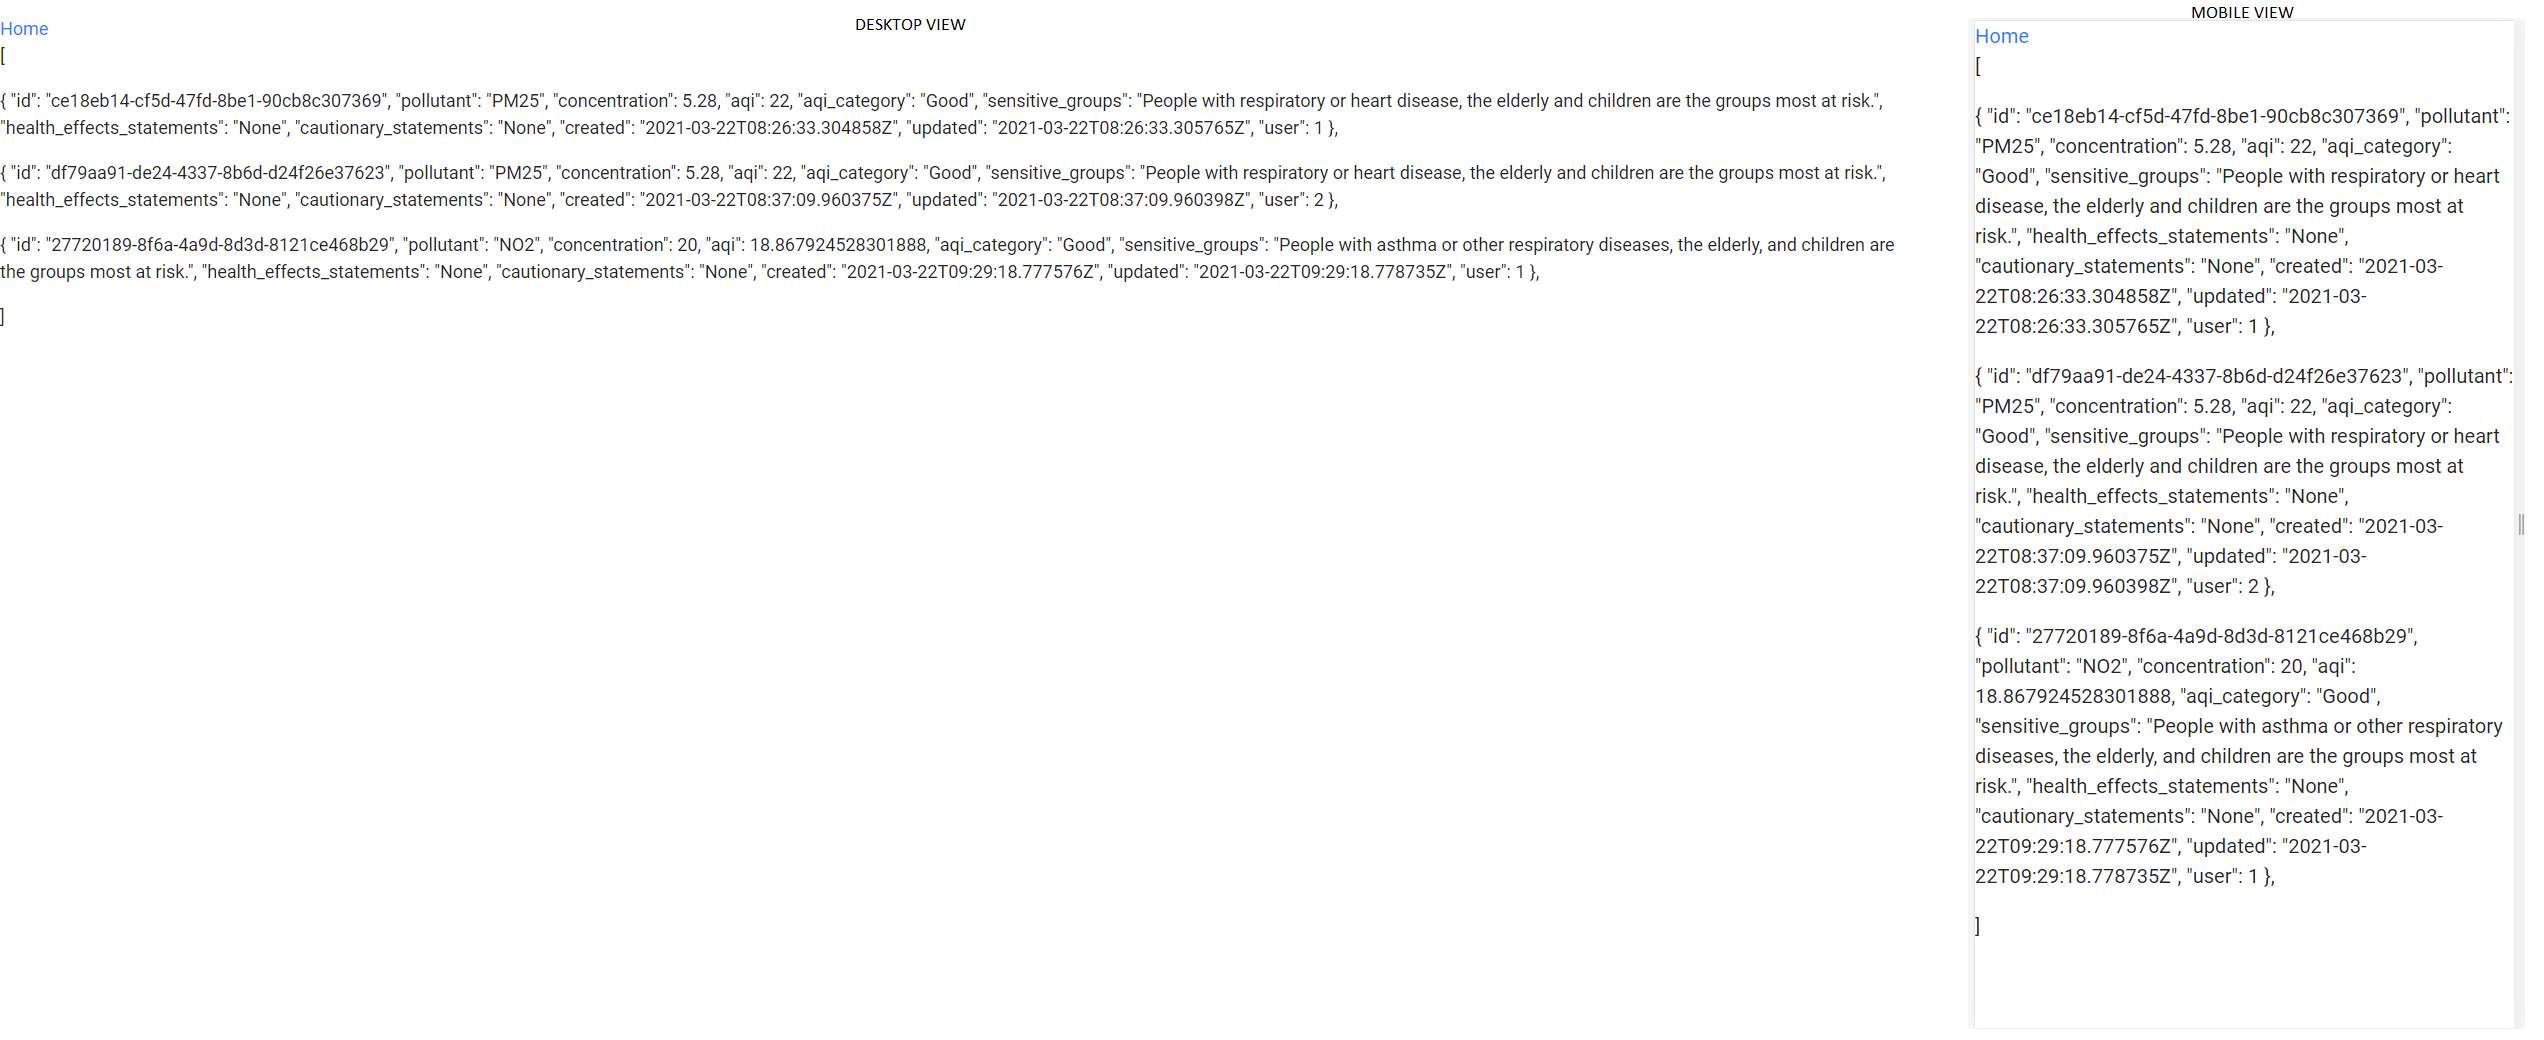 DESKTOP VIEW
Home
[
{ "id": "ce18eb14-cf5d-47fd-8be1-90cb8c307369", "pollutant": "PM25", "concentration": 5.28, "aqi": 22, "aqi_category": "Good", "sensitive_groups": "People with respiratory or heart disease, the elderly and children are the groups most at risk.",
"health_effects_statements": "None", "cautionary_statements": "None", "created": "2021-03-22T08:26:33.304858Z", "updated": "2021-03-22T08:26:33.305765Z", "user": 1 },
{ "id": "df79aa91-de24-4337-8b6d-d24f26e37623", "pollutant": "PM25", "concentration": 5.28, "aqi": 22, "aqi_category": "Good", "sensitive_groups": "People with respiratory or heart disease, the elderly and children are the groups most at risk.",
"health_effects_statements": "None", "cautionary_statements": "None", "created": "2021-03-22T08:37:09.960375Z", "updated": "2021-03-22T08:37:09.960398Z", "user": 2 },
{ "id": "27720189-8f6a-4a9d-8d3d-8121ce468b29", "pollutant": "NO2", "concentration": 20, "aqi": 18.867924528301888, "aqi_category": "Good", "sensitive_groups": "People with asthma or other respiratory diseases, the elderly, and children are
the groups most at risk.", "health_effects_statements": "None", "cautionary_statements": "None", "created": "2021-03-22T09:29:18.777576Z", "updated": "2021-03-22T09:29:18.778735Z", "user": 1 },
]
MOBILE VIEW
Home
[
{ "id": "ce18eb14-cf5d-47fd-8be1-90cb8c307369", "pollutant":
"PM25", "concentration": 5.28, "aqi": 22, "aqi_category":
"Good", "sensitive_groups": "People with respiratory or heart
disease, the elderly and children are the groups most at
risk.", "health_effects_statements": "None",
"cautionary_statements": "None", "created": "2021-03-
22T08:26:33.304858Z", "updated": "2021-03-
22T08:26:33.305765Z", "user": 1 },
{ "id": "df79aa91-de24-4337-8b6d-d24f26e37623", "pollutant":
"PM25", "concentration": 5.28, "aqi": 22, "aqi_category":
"Good", "sensitive_groups": "People with respiratory or heart
disease, the elderly and children are the groups most at
risk.", "health_effects_statements": "None",
"cautionary_statements": "None", "created": "2021-03-
22T08:37:09.960375Z", "updated": "2021-03-
22T08:37:09.960398Z", "user": 2 },
{ "id": "27720189-8f6a-4a9d-8d3d-8121ce468b29",
"pollutant": "NO2", "concentration": 20, "aqi":
18.867924528301888, "aqi_category": "Good",
"sensitive_groups": "People with asthma or other respiratory
diseases, the elderly, and children are the groups most at
risk.", "health_effects_statements": "None",
"cautionary_statements": "None", "created": "2021-03-
22T09:29:18.777576Z", "updated": "2021-03-
22T09:29:18.778735Z", "user": 1 },
]